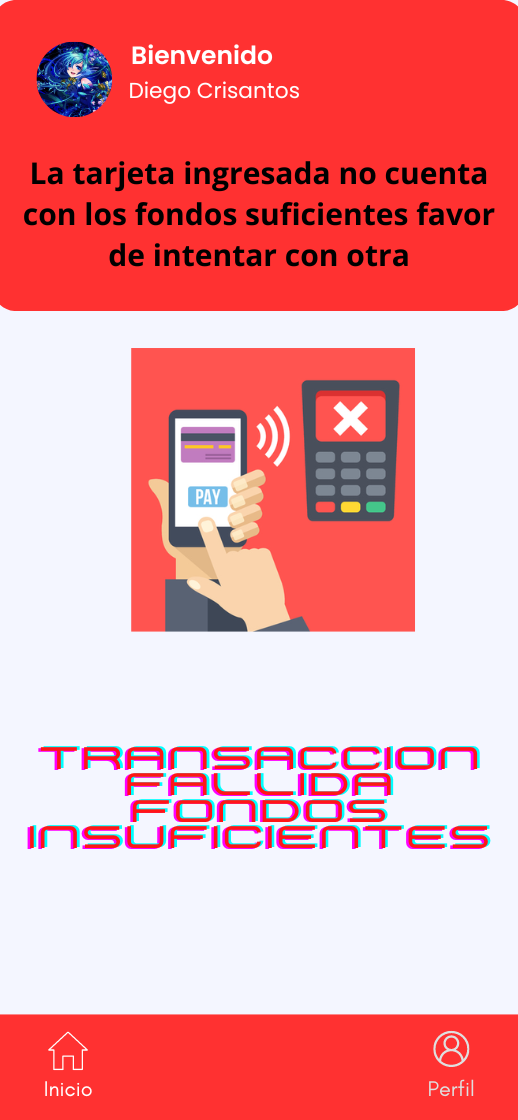 Bienvenido
Diego Crisantos
La tarjeta ingresada no cuenta
con los fondos suficientes favor
de intentar con otra
PAY
TRANSACCION
FALLIDA
FONDOS
INSUFICIENTES
Inicio
Perfil